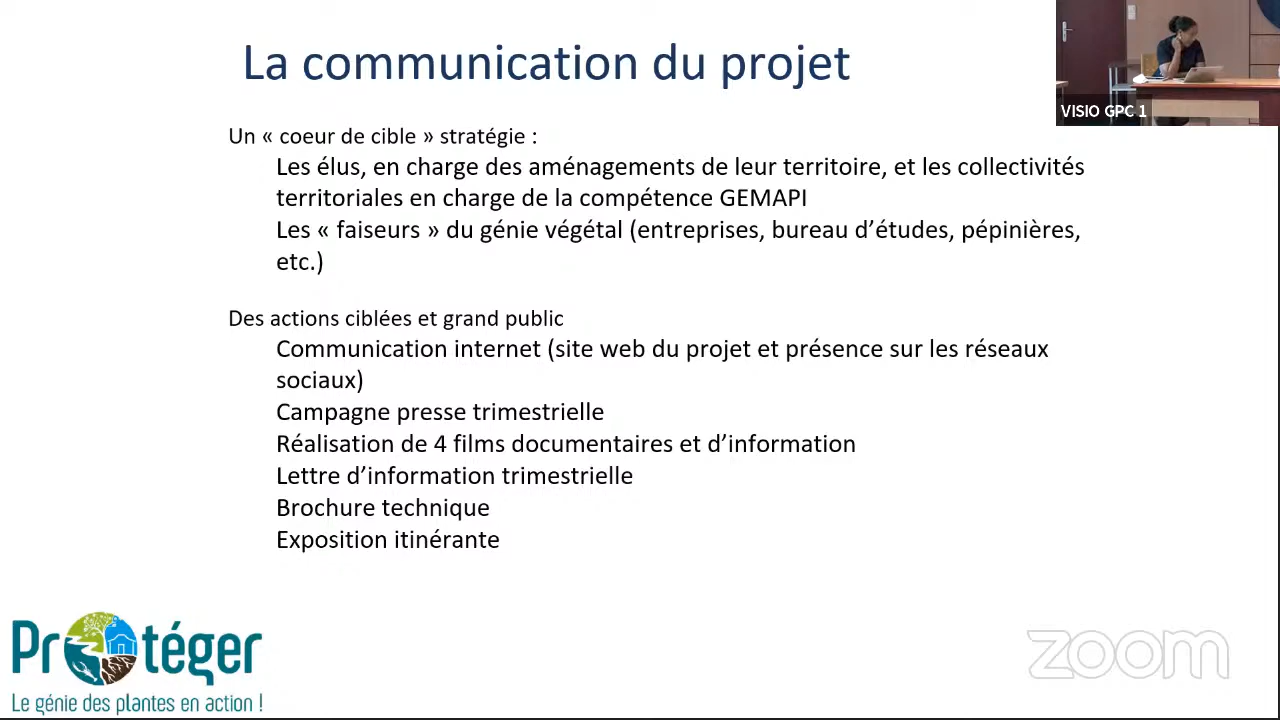 La communication du projet
VISIO GPC 1
Un « coeur de cible » stratégie :
Les élus, en charge des aménagements de leur territoire, et les collectivités
territoriales en charge de la compétence GEMAPI
Les « faiseurs » du génie végétal (entreprises, bureau d’études, pépinières,
etc.)
Des actions ciblées et grand public
Communication internet (site web du projet et présence sur les réseaux
sociaux)
Campagne presse trimestrielle
Réalisation de 4 films documentaires et d’information
Lettre d’information trimestrielle
Brochure technique
Exposition itinérante
Protéger
Le génie des plantes en action !
zoom